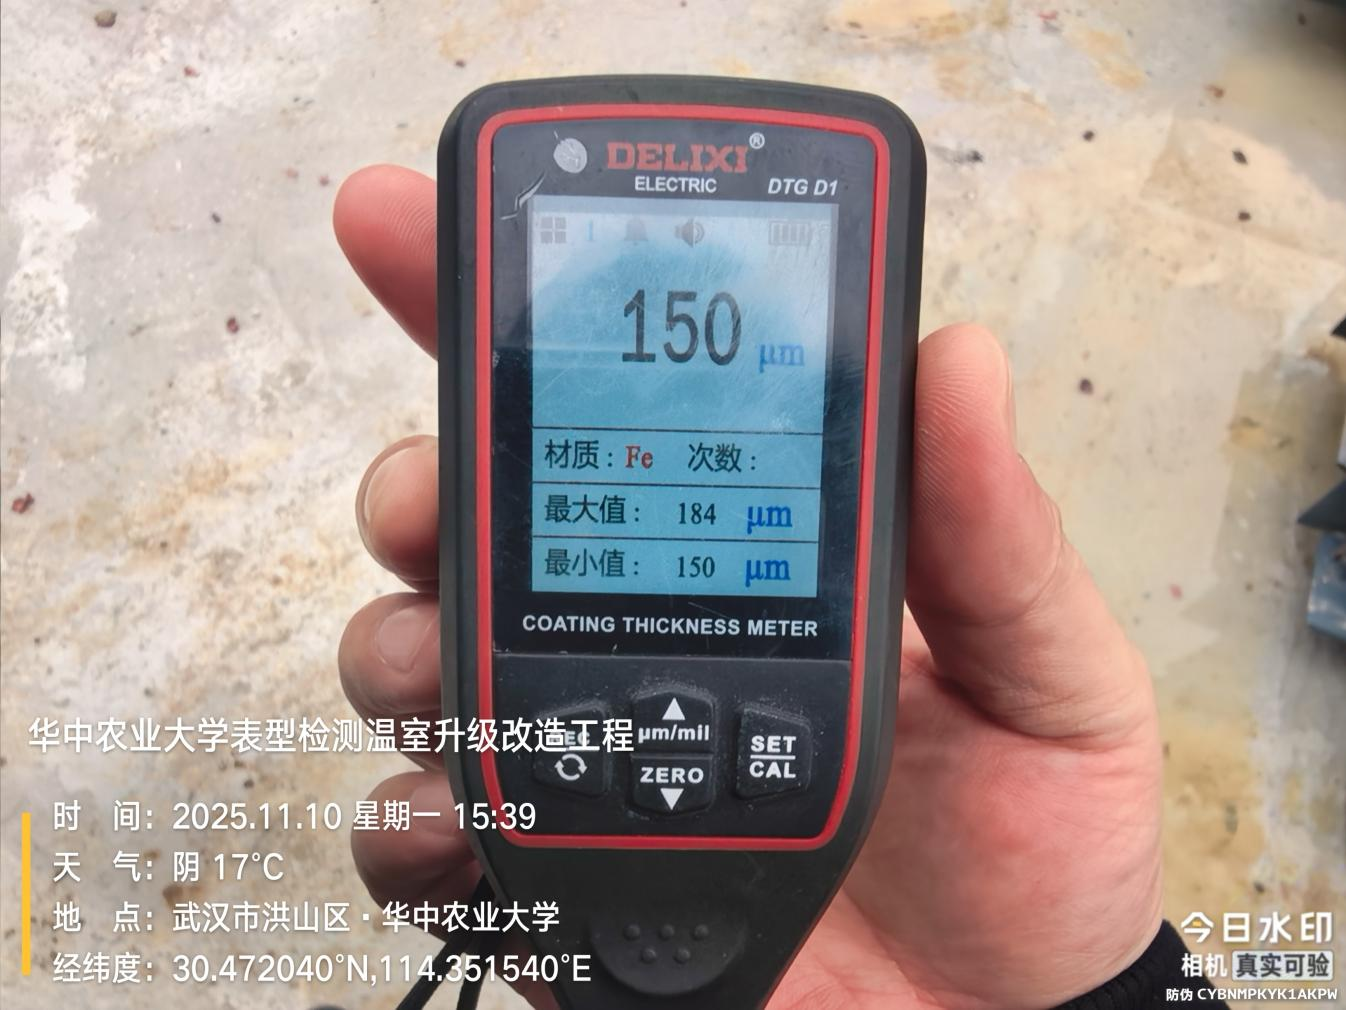 DELIXI®
ELECTRIC
DTG D1
1
150 μm
材质：Fe 次数：
最大值： 184 μm
最小值： 150 μm
COATING THICKNESS METER
μm/mil
ZERO
SET
CAL
华中农业大学表型检测温室升级改造工程
时 间：2025.11.10 星期一 15:39
天 气：阴 17℃
地 点：武汉市洪山区·华中农业大学
经纬度：30.472040°N,114.351540°E
今日水印
相机 真实可验
防伪 CYBNMPKYK1AKPW